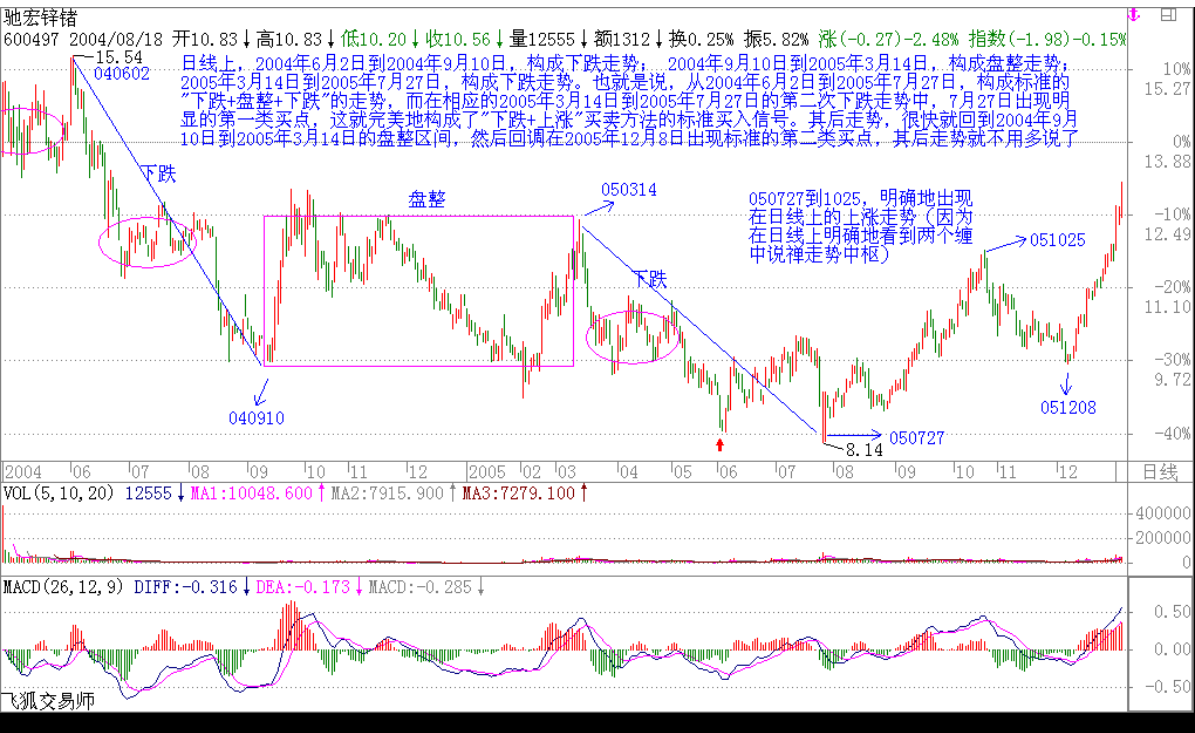 驰宏锌锗
600497 2004/08/18 开10.83↓高10.83↓低10.20↓收10.56↓量12555↓额1312↓换0.25% 振5.82% 涨(-0.27)-2.48% 指数(-1.98)-0.15%
15.54
040602
日线上，2004年6月2日到2004年9月10日，构成下跌走势； 2004年9月10日到2005年3月14日，构成盘整走势；
2005年3月14日到2005年7月27日，构成下跌走势。也就是说，从2004年6月2日到2005年7月27日，构成标准的
"下跌+盘整+下跌"的走势，而在相应的2005年3月14日到2005年7月27日的第二次下跌走势中，7月27日出现明
显的第一类买点，这就完美地构成了"下跌+上涨"买卖方法的标准买入信号。其后走势，很快就回到2004年9月
10日到2005年3月14日的盘整区间，然后回调在2005年12月8日出现标准的第二类买点，其后走势就不用多说了
10%
15.27
0%
13.88
-10%
12.49
-20%
11.10
-30%
9.72
-40%
下跌
盘整
050314
下跌
050727到1025，明确地出现
在日线上的上涨走势（因为
在日线上明确地看到两个缠
中说禅走势中枢）
051025
040910
051208
050727
8.14
2004 06 07 08 09 10 11 12 2005 02 03 04 05 06 07 08 09 10 11 12 日线
VOL(5,10,20) 12555↓MA1:10048.600↑MA2:7915.900↑MA3:7279.100↑
400000
200000
0
MACD(26,12,9) DIFF:-0.316↓DEA:-0.173↓MACD:-0.285↓
0.50
0.00
-0.50
飞狐交易师